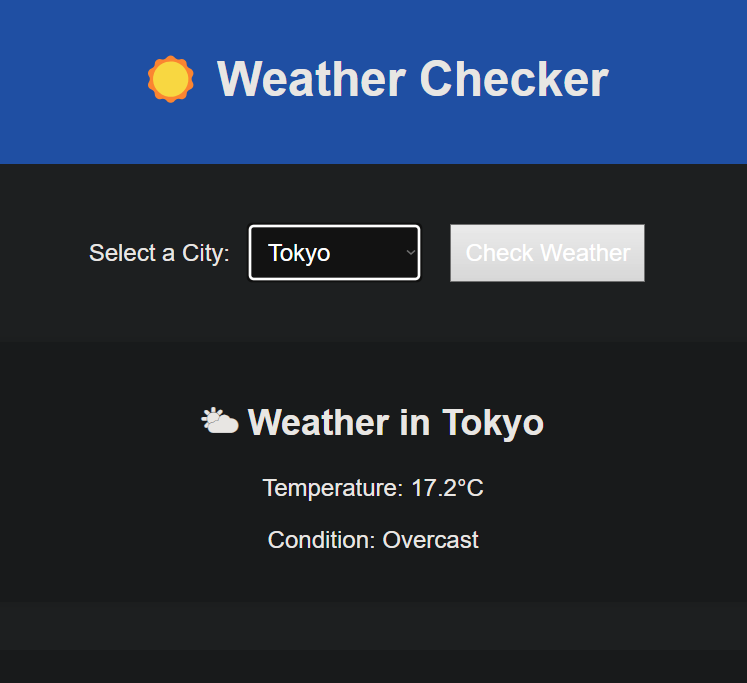 Weather Checker
Select a City: Tokyo Check Weather
Weather in Tokyo
Temperature: 17.2°C
Condition: Overcast